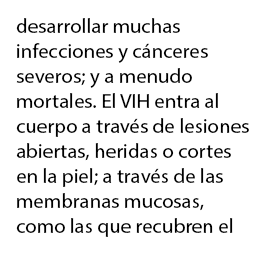 desarrollar muchas
infecciones y cánceres
severos; y a menudo
mortales. El VIH entra al
cuerpo a través de lesiones
abiertas, heridas o cortes
en la piel; a través de las
membranas mucosas,
como las que recubren el